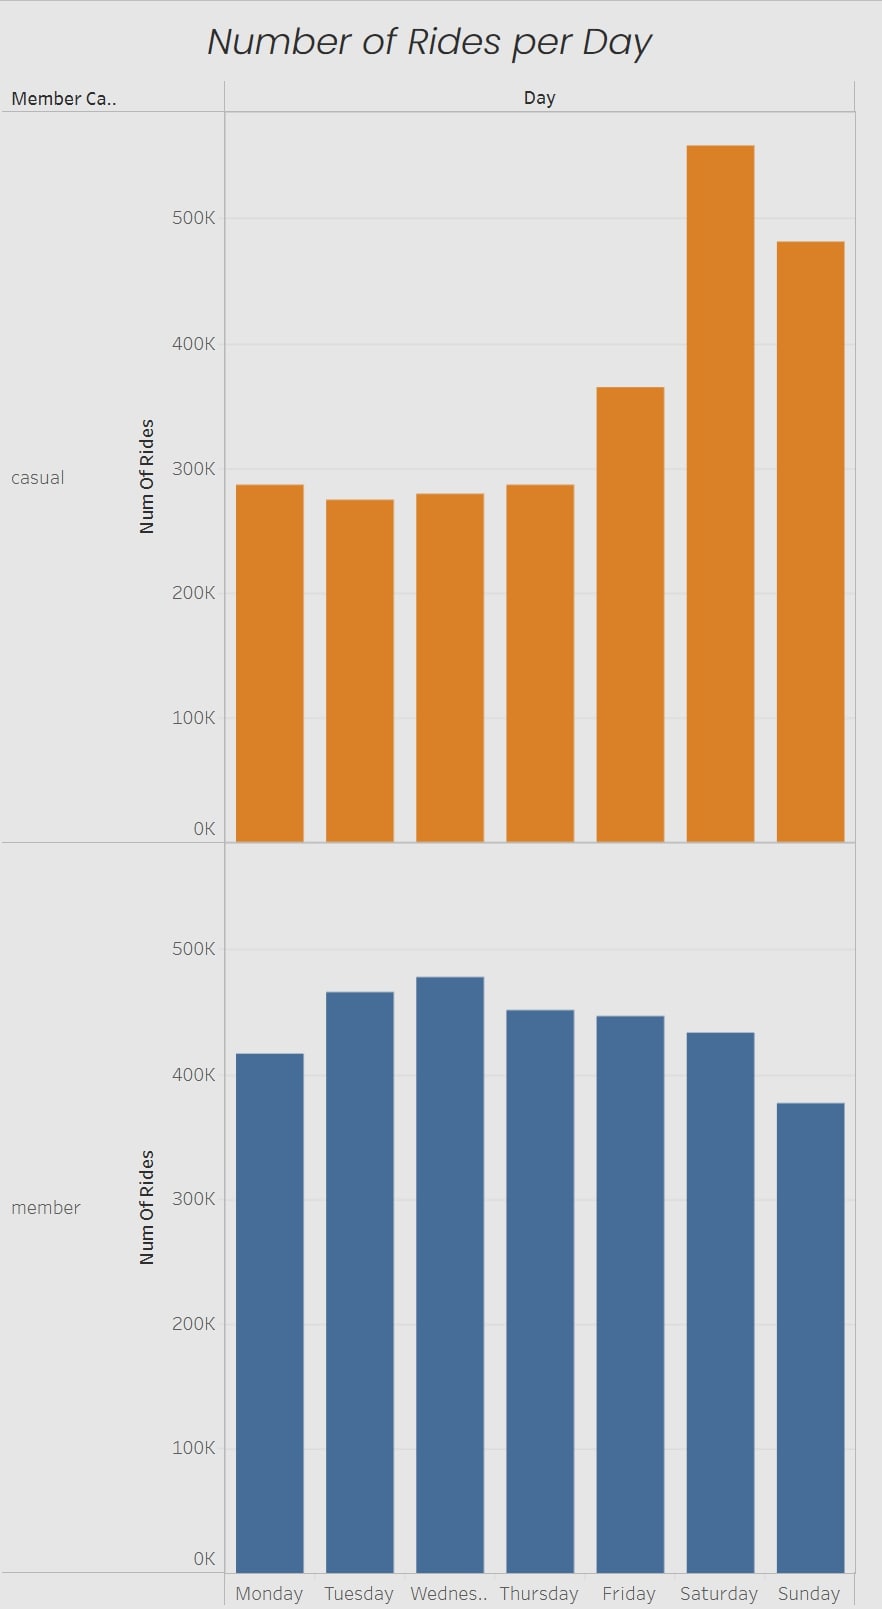 Number of Rides per Day
Member Ca..
Day
500K
400K
300K
200K
100K
0K
Num Of Rides
casual
500K
400K
300K
200K
100K
0K
Num Of Rides
member
Monday Tuesday Wednes.. Thursday Friday Saturday Sunday